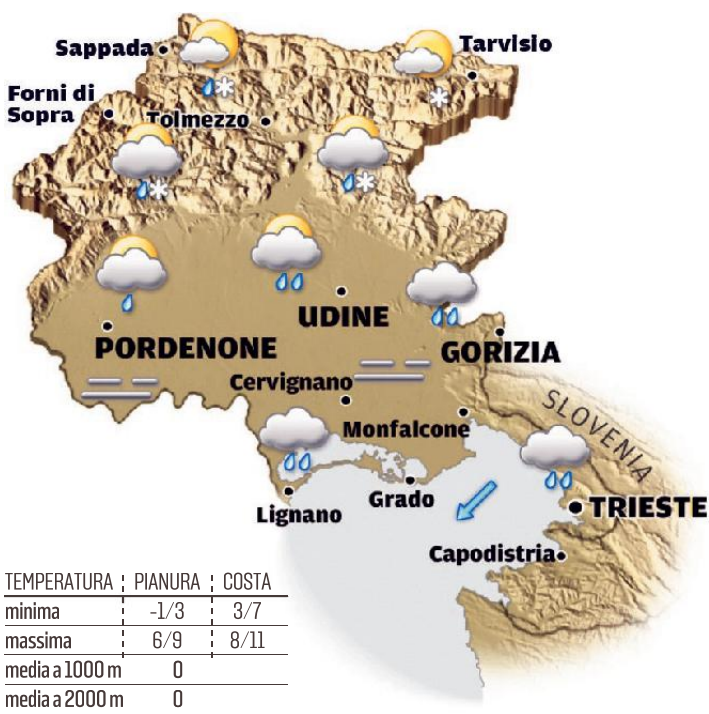 Sappada
Tarvisio
Forni di
Sopra
Tolmezzo
UDINE
PORDENONE
GORIZIA
Cervignano
SLOVENIA
Monfalcone
Grado
Lignano
TRIESTE
Capodistria
TEMPERATURA PIANURA COSTA
minima -1/3 3/7
massima 6/9 8/11
media a 1000 m 0
media a 2000 m 0